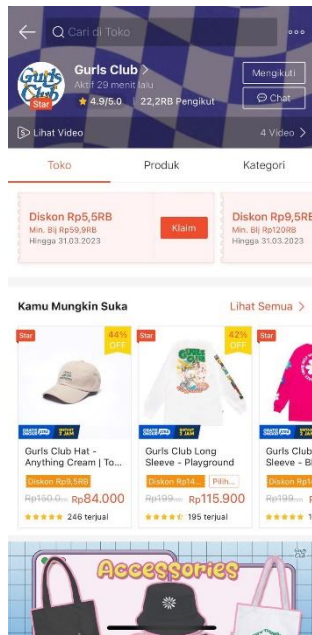 Cari di Toko
Gurls Club
Gurls Club >
Star
Aktif 29 menit lalu
4.9/5.0 | 22,2RB Pengikut
Mengikuti
Chat
Lihat Video
4 Video >
Toko
Produk
Kategori
Diskon Rp5,5RB
Min. Blj Rp59,9RB
Hingga 31.03.2023
Klaim
Diskon Rp9,5RB
Min. Blj Rp120RB
Hingga 31.03.2023
Kamu Mungkin Suka
Lihat Semua >
Star
44%
OFF
Gurls Club Hat -
Anything Cream | To...
Diskon Rp9,5RB
Rp150.0... Rp84.000
246 terjual
Star
42%
OFF
Gurls Club Long
Sleeve - Playground
Diskon Rp14... Pilih...
Rp199... Rp115.900
195 terjual
Star
Gurls Club
Sleeve - Bl
Diskon Rp1
Rp199...
Accessories